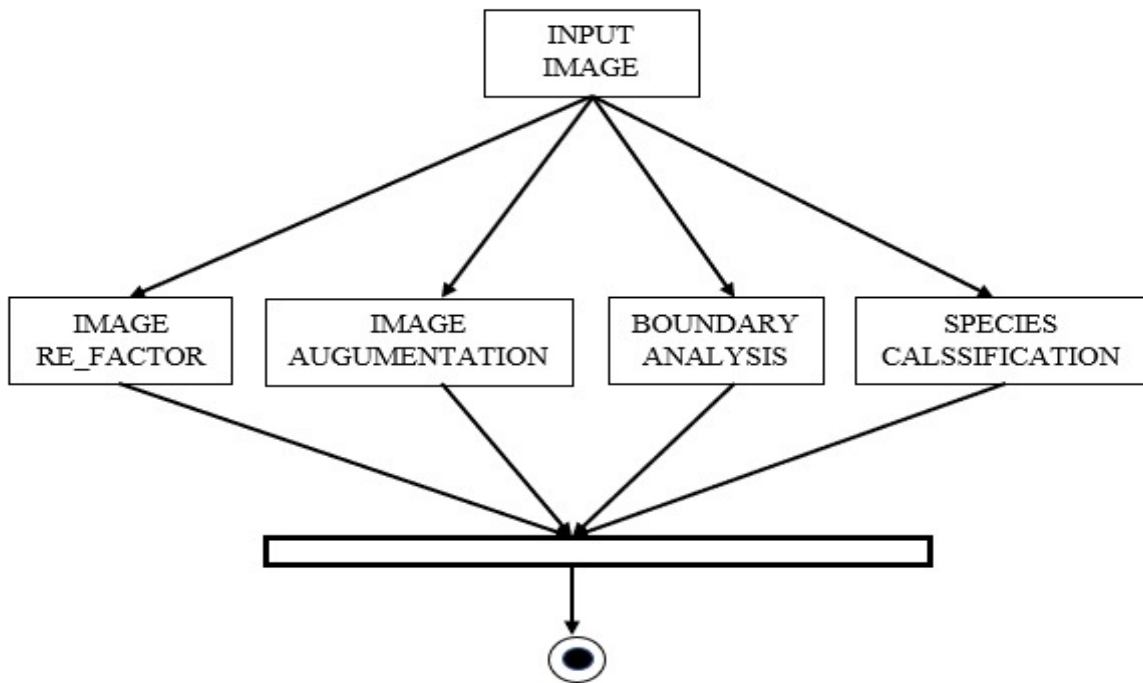 INPUT
IMAGE
IMAGE
RE_FACTOR
IMAGE
AUGUMENTATION
BOUNDARY
ANALYSIS
SPECIES
CALSSIFICATION